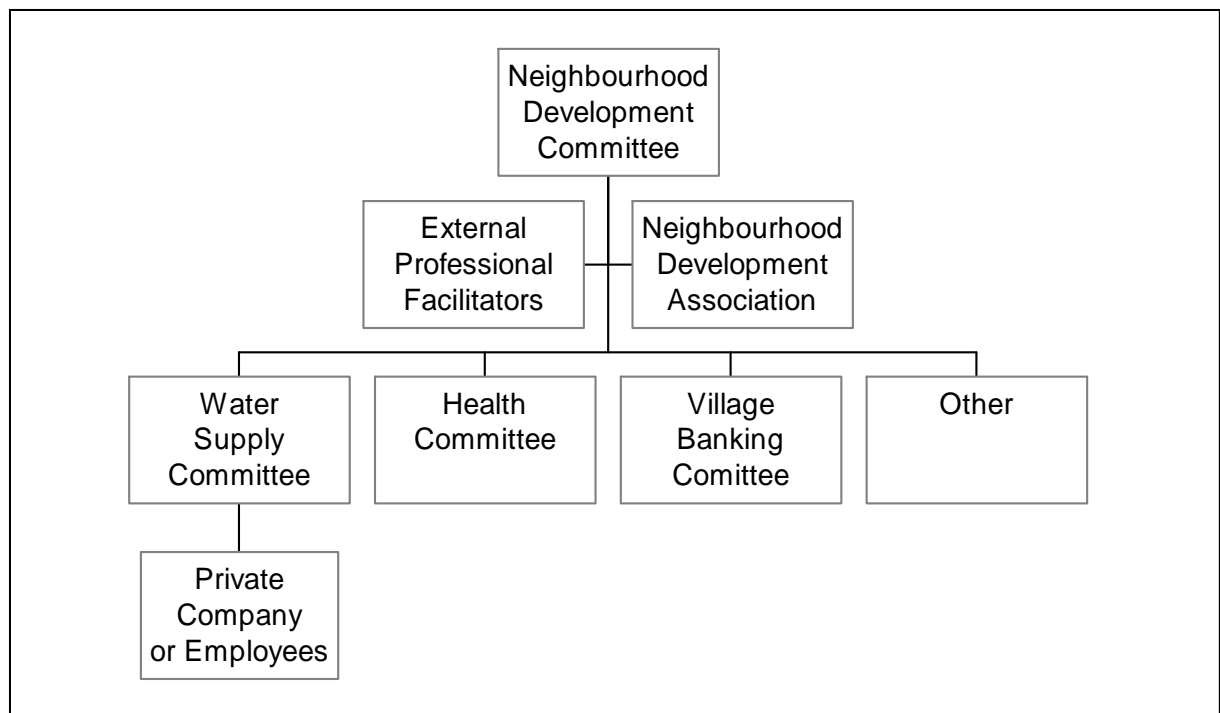 Neighbourhood
Development
Committee
External
Professional
Facilitators
Neighbourhood
Development
Association
Water
Supply
Committee
Health
Committee
Village
Banking
Comittee
Other
Private
Company
or Employees